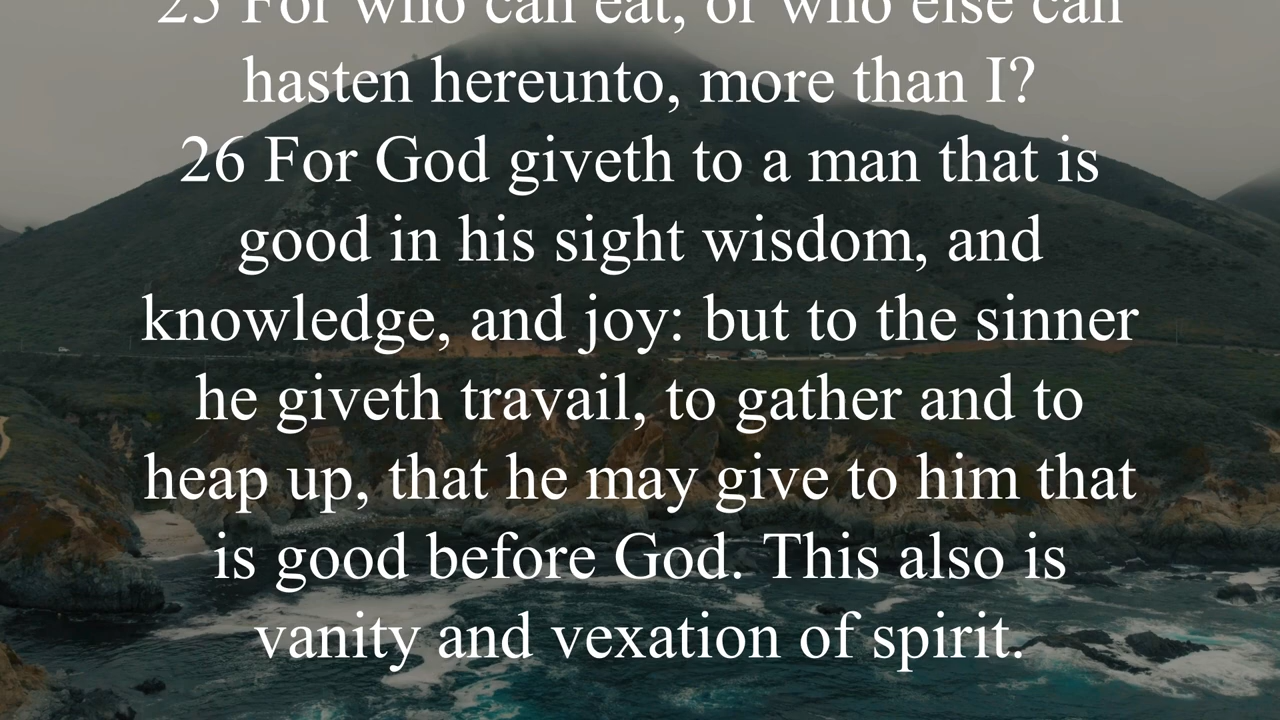 25 For who can eat, or who else can
hasten hereunto, more than I?
26 For God giveth to a man that is
good in his sight wisdom, and
knowledge, and joy: but to the sinner
he giveth travail, to gather and to
heap up, that he may give to him that
is good before God. This also is
vanity and vexation of spirit.